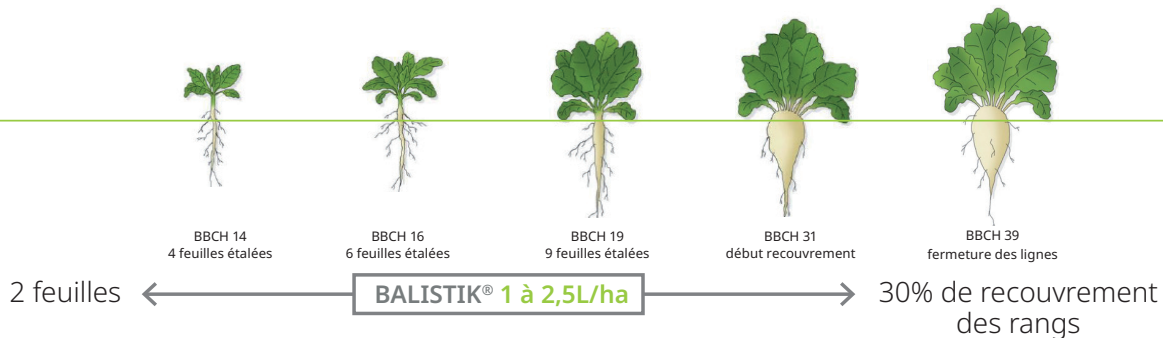 BBCH 14
4 feuilles étalées
BBCH 16
6 feuilles étalées
BBCH 19
9 feuilles étalées
BBCH 31
début recouvrement
BBCH 39
fermeture des lignes
2 feuilles
BALISTIK® 1 à 2,5L/ha
30% de recouvrement
des rangs